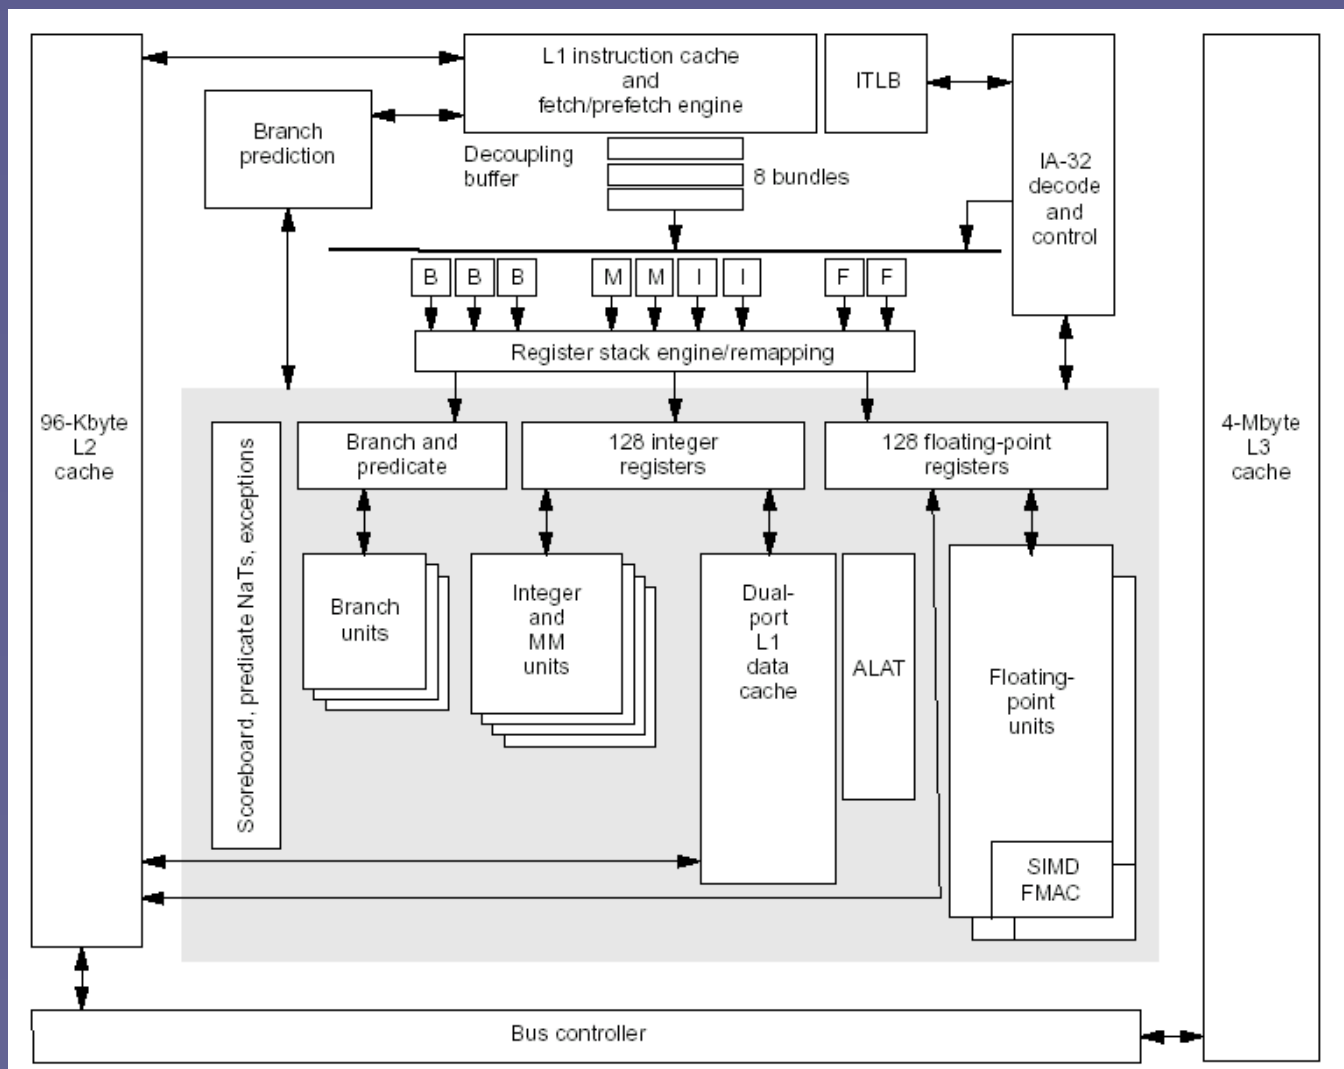 L1 instruction cache
and
fetch/prefetch engine
ITLB
Branch
prediction
Decoupling
buffer
8 bundles
IA-32
decode
and
control
B B B M M I I F F
Register stack engine/remapping
96-Kbyte
L2
cache
4-Mbyte
L3
cache
Scoreboard, predicate NaTs, exceptions
Branch and
predicate
128 integer
registers
128 floating-point
registers
Branch
units
Integer
and
MM
units
Dual-
port
L1
data
cache
ALAT
Floating-
point
units
SIMD
FMAC
Bus controller